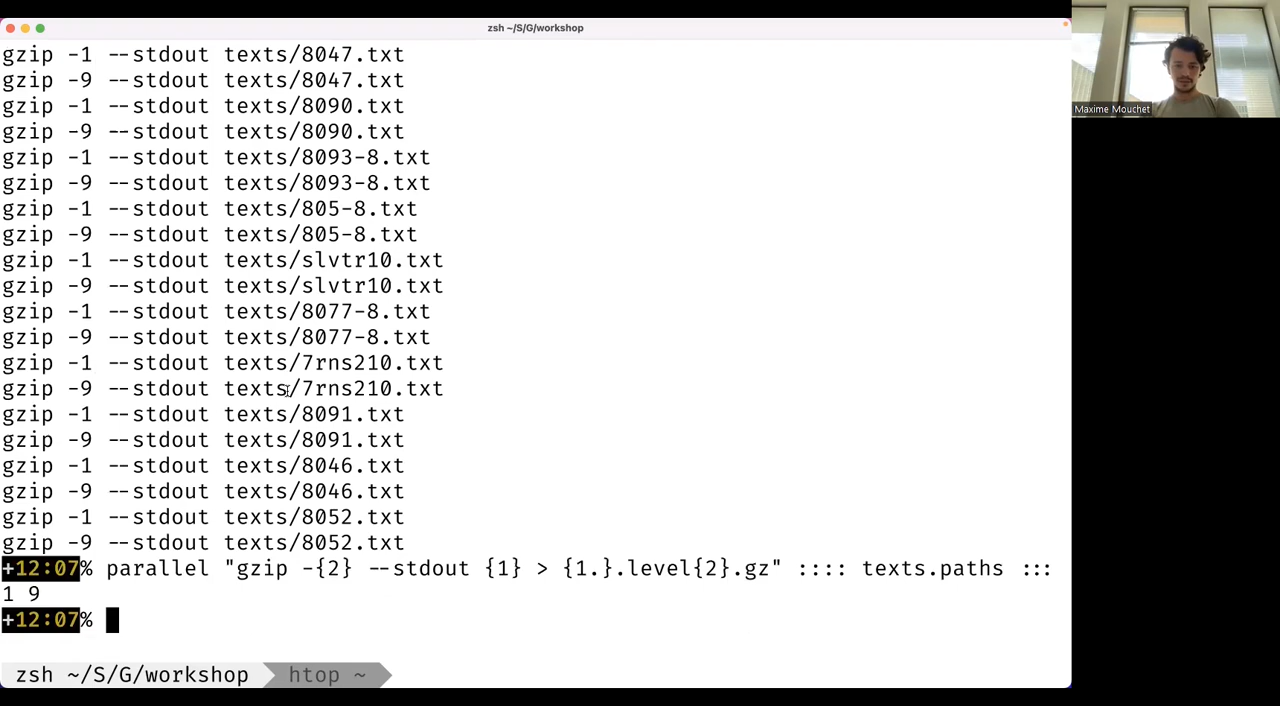 zsh ~/S/G/workshop
gzip -1 --stdout texts/8047.txt
gzip -9 --stdout texts/8047.txt
gzip -1 --stdout texts/8090.txt
gzip -9 --stdout texts/8090.txt
gzip -1 --stdout texts/8093-8.txt
gzip -9 --stdout texts/8093-8.txt
gzip -1 --stdout texts/805-8.txt
gzip -9 --stdout texts/805-8.txt
gzip -1 --stdout texts/slvtr10.txt
gzip -9 --stdout texts/slvtr10.txt
gzip -1 --stdout texts/8077-8.txt
gzip -9 --stdout texts/8077-8.txt
gzip -1 --stdout texts/7rns210.txt
gzip -9 --stdout texts/7rns210.txt
gzip -1 --stdout texts/8091.txt
gzip -9 --stdout texts/8091.txt
gzip -1 --stdout texts/8046.txt
gzip -9 --stdout texts/8046.txt
gzip -1 --stdout texts/8052.txt
gzip -9 --stdout texts/8052.txt
+12:07% parallel "gzip -{2} --stdout {1} > {1.}.level{2}.gz" :::: texts.paths :::
1 9
+12:07%
zsh ~/S/G/workshop htop ~
Maxime Mouchet